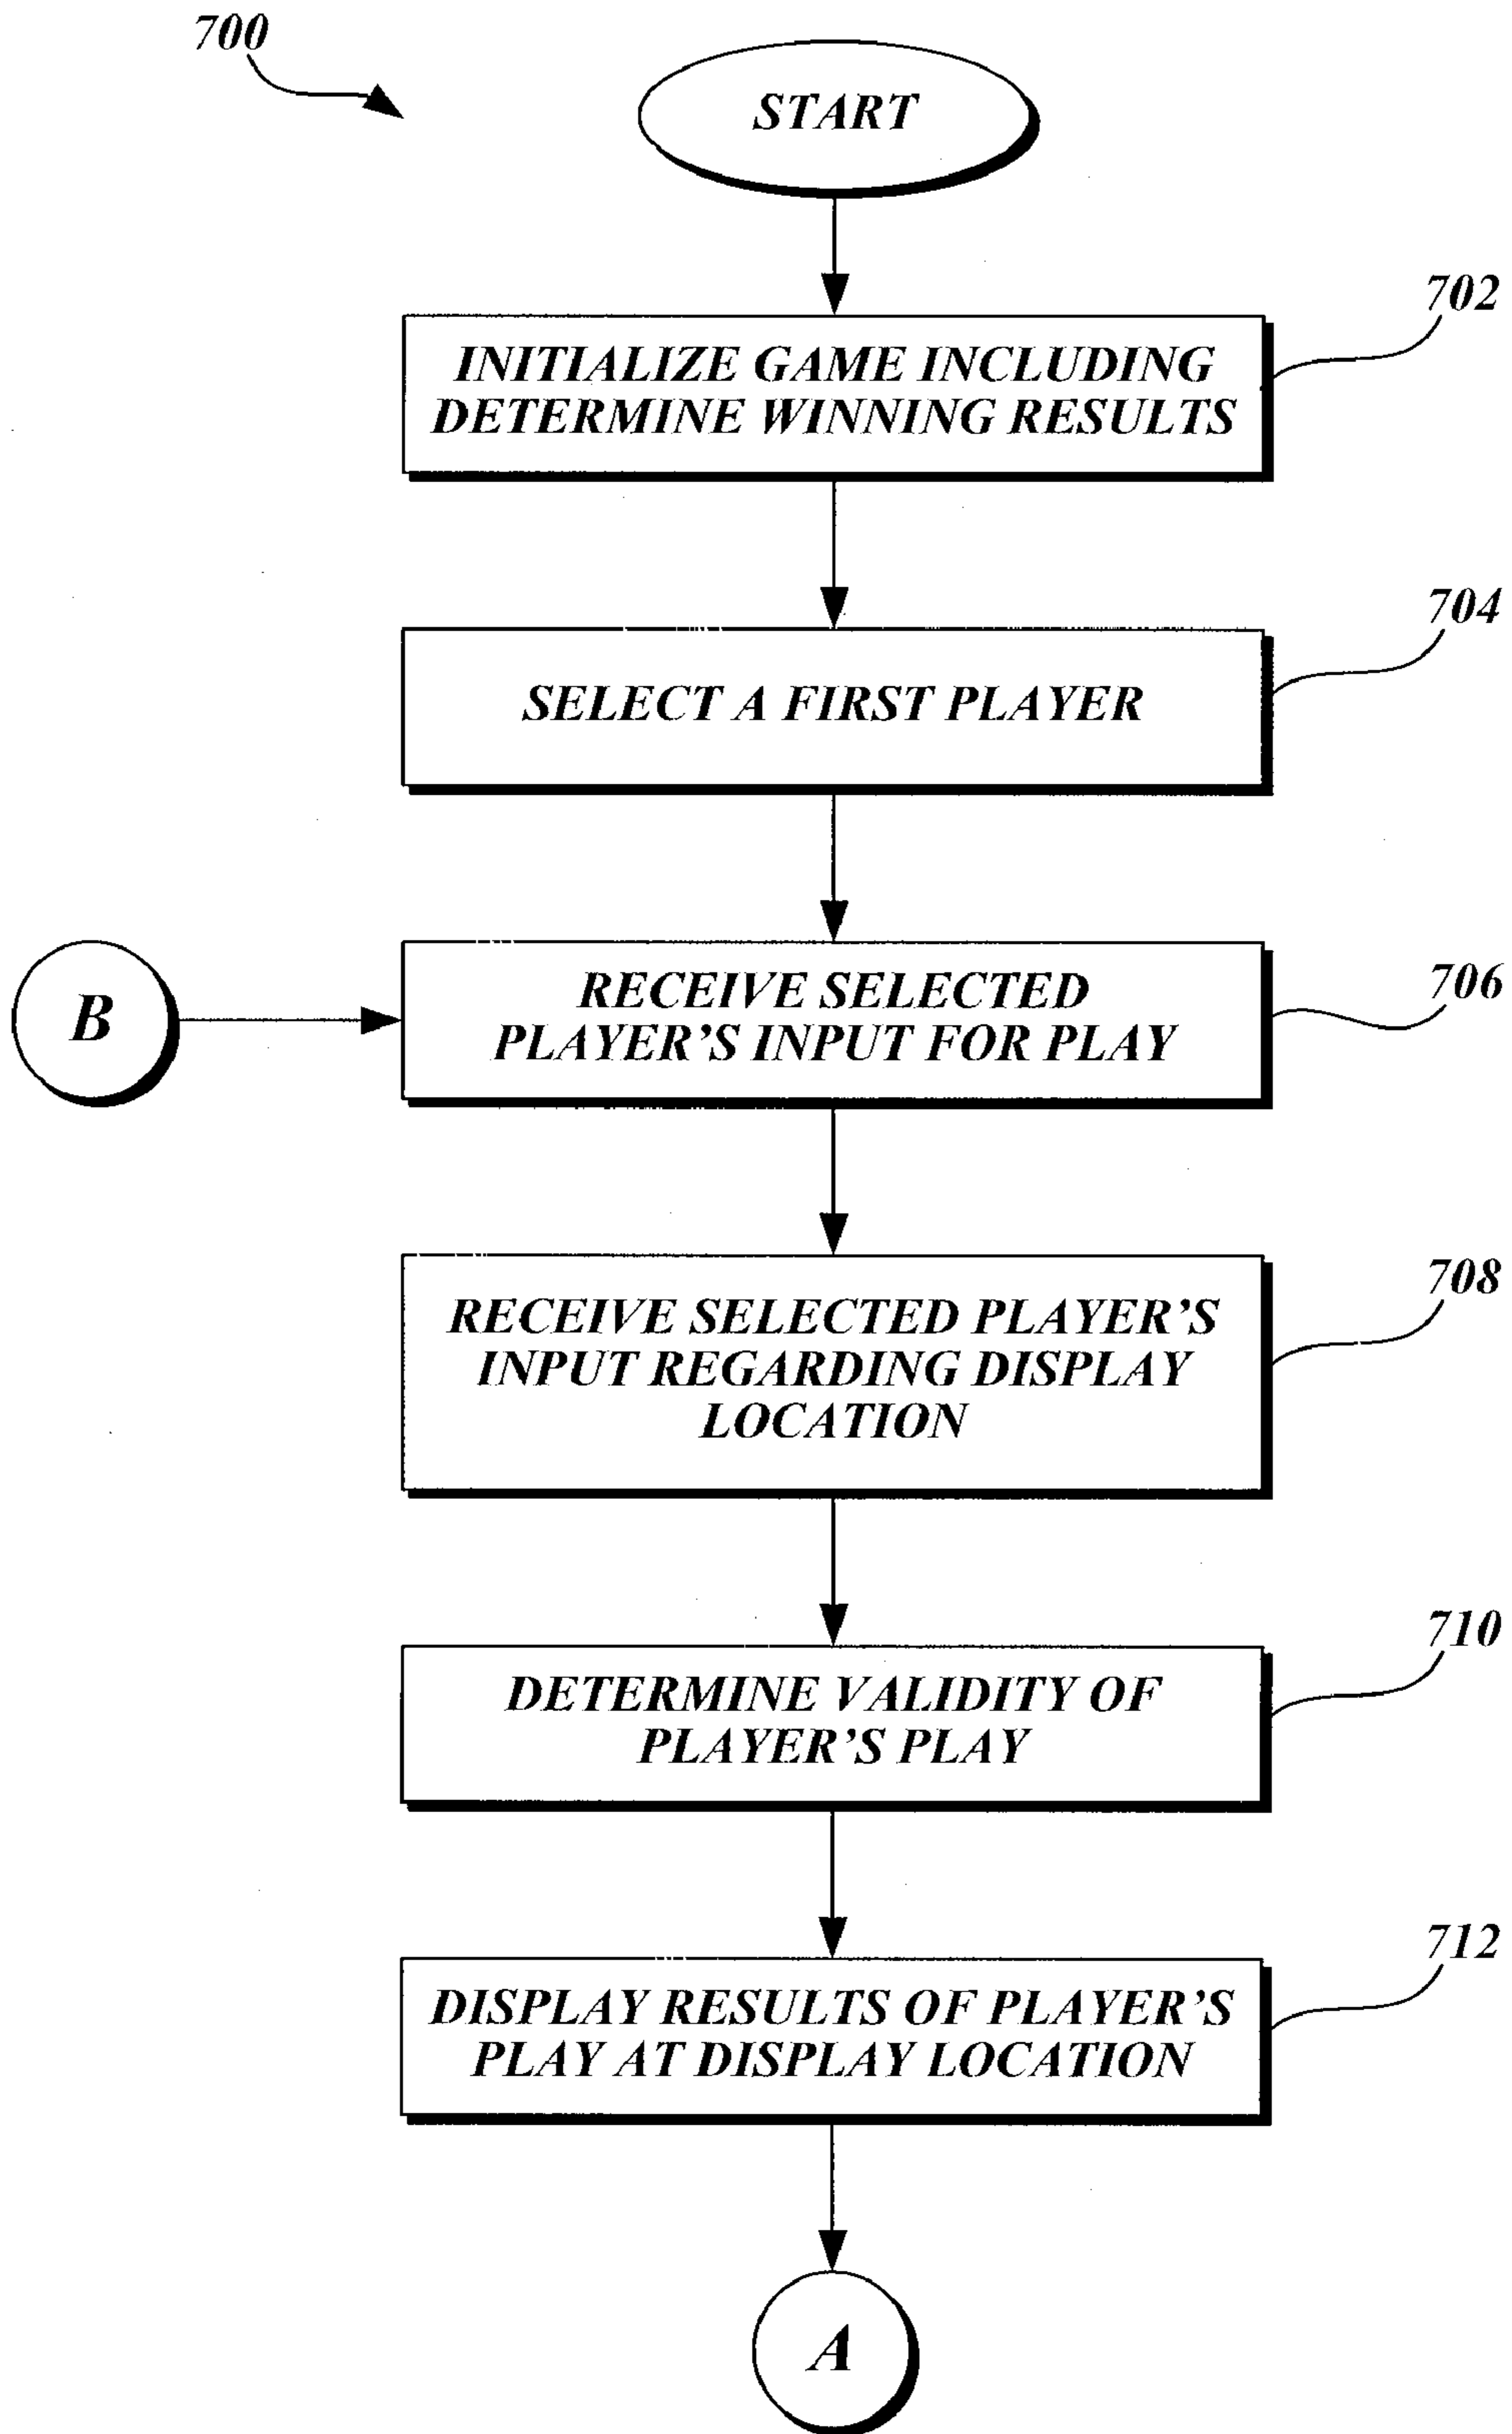 700
START
702
INITIALIZE GAME INCLUDING
DETERMINE WINNING RESULTS
704
SELECT A FIRST PLAYER
B
RECEIVE SELECTED
PLAYER'S INPUT FOR PLAY
706
708
RECEIVE SELECTED PLAYER'S
INPUT REGARDING DISPLAY
LOCATION
710
DETERMINE VALIDITY OF
PLAYER'S PLAY
712
DISPLAY RESULTS OF PLAYER'S
PLAY AT DISPLAY LOCATION
A